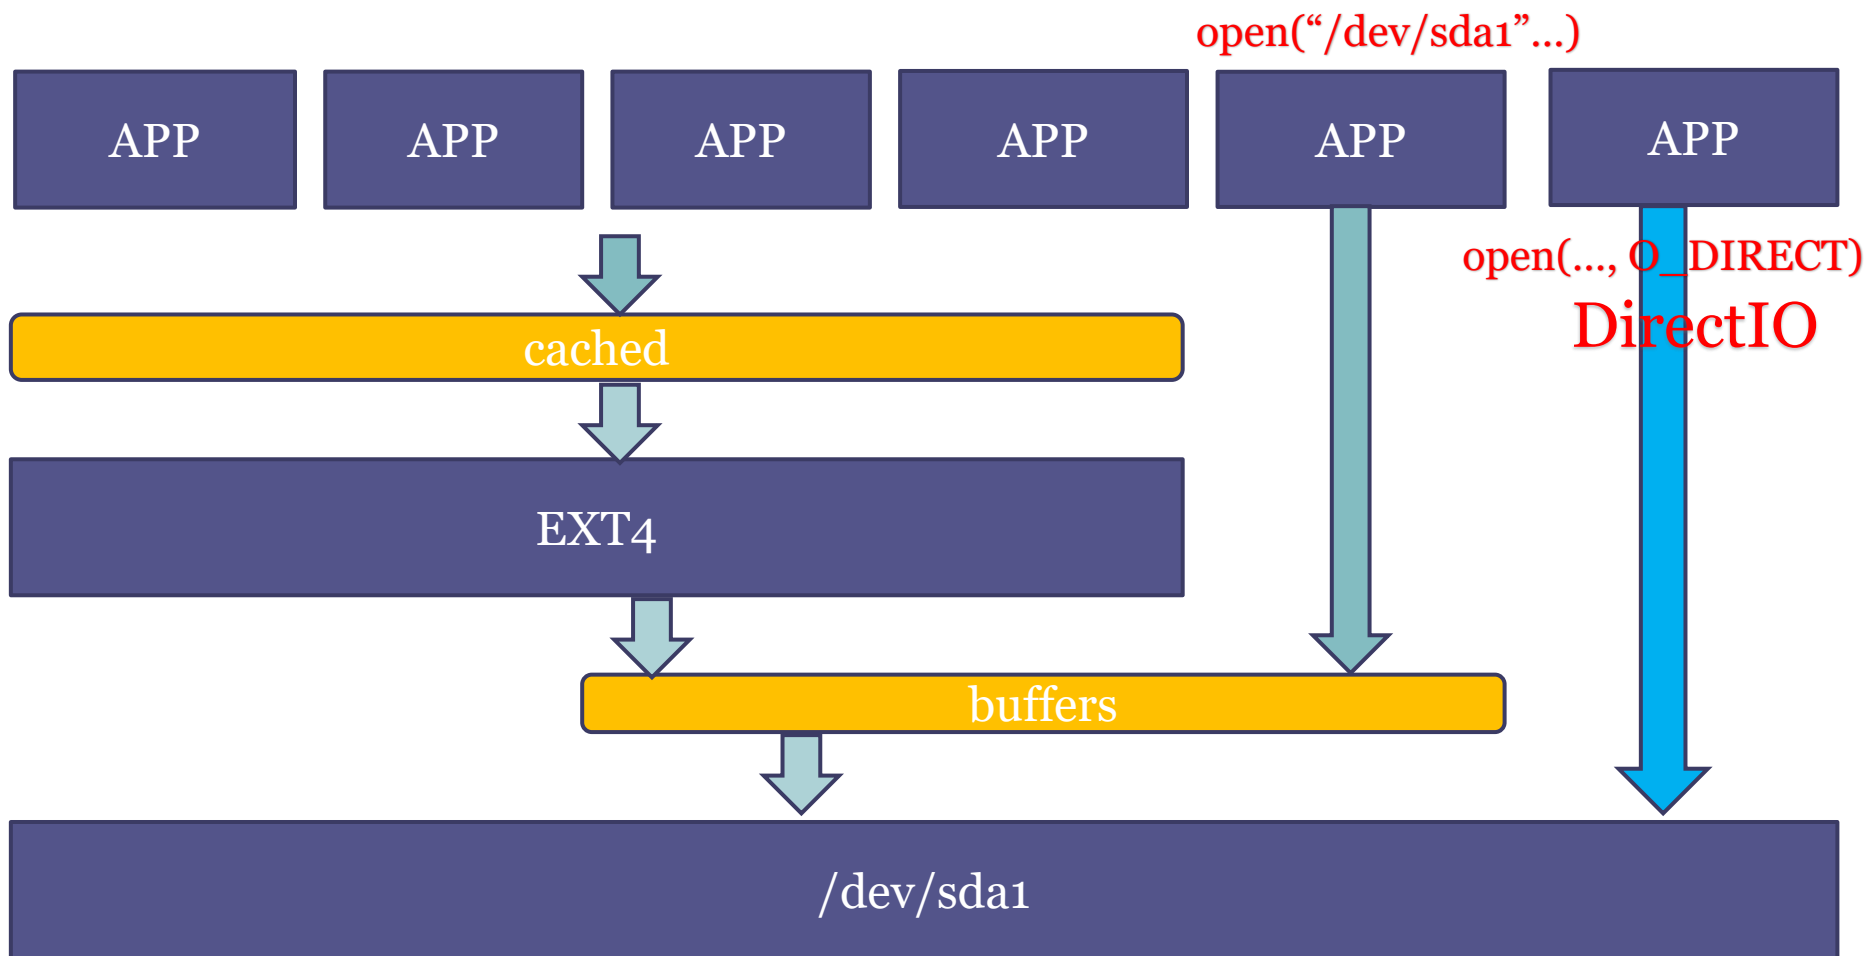 open(“/dev/sda1”...)
APP
APP
APP
APP
APP
APP
open(..., O_DIRECT)
DirectIO
cached
EXT4
buffers
/dev/sda1